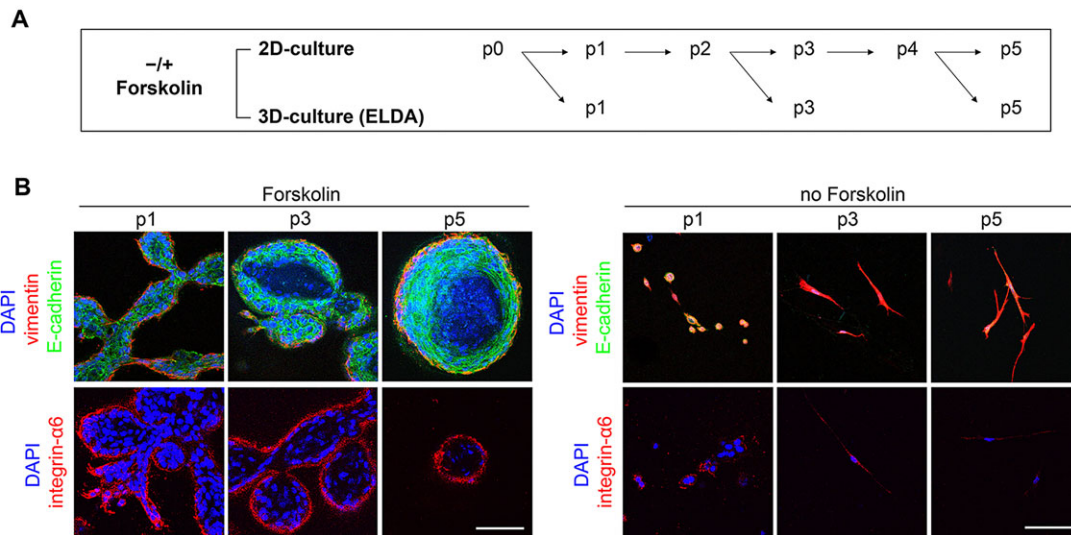 A
−/+
Forskolin
2D-culture
p0 p1 p2 p3 p4 p5
3D-culture (ELDA)
p1 p3 p5
B
Forskolin
p1 p3 p5
DAPI
vimentin
E-cadherin
DAPI
integrin-α6
no Forskolin
p1 p3 p5
DAPI
vimentin
E-cadherin
DAPI
integrin-α6